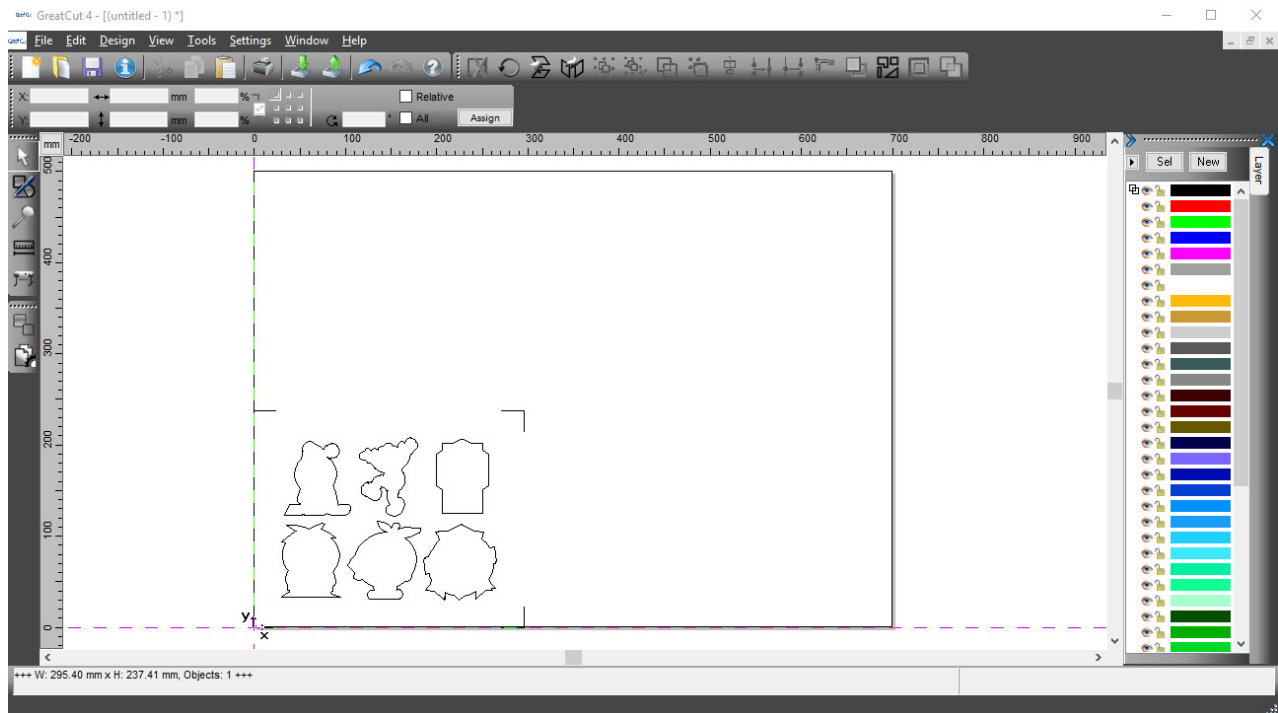 GreatCut GreatCut 4 - [(untitled - 1) *]
GreatCut File Edit Design View Tools Settings Window Help
X: mm % Relative
Y: mm % ° All Assign
mm -200 -100 0 100 200 300 400 500 600 700 800 900
Sel New
Layer
500
400
300
200
100
0
y
x
+++ W: 295.40 mm x H: 237.41 mm, Objects: 1 +++